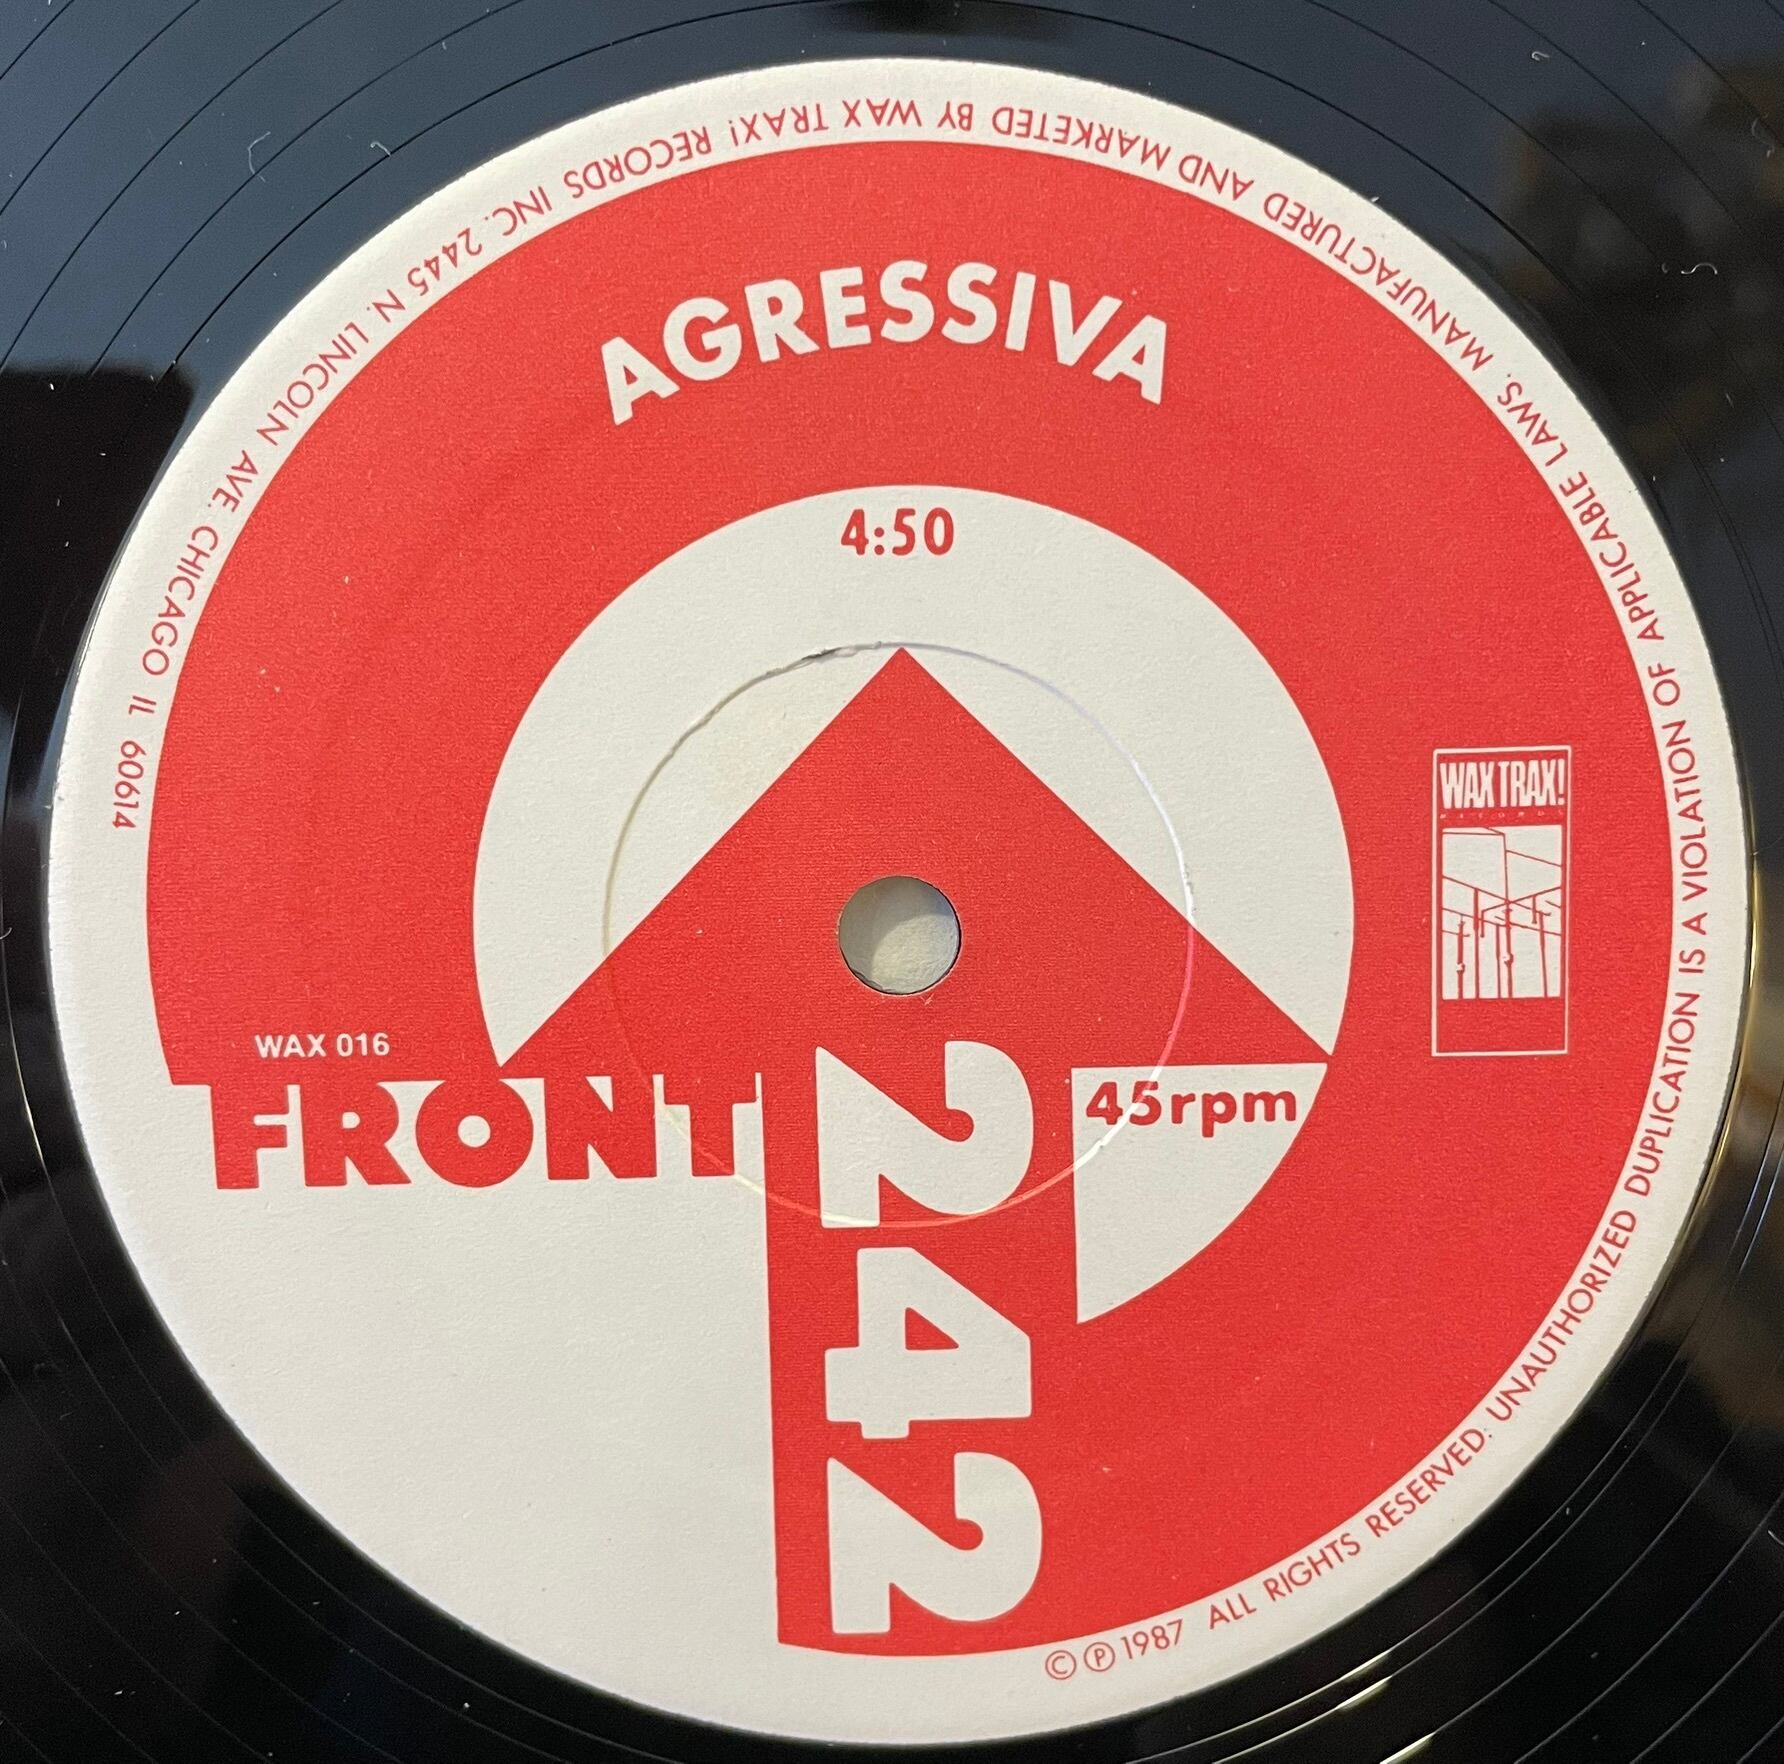 AGRESSIVA
4:50
WAX 016
FRONT
242
45rpm
WAX TRAX!
RECORDS
©℗1987 ALL RIGHTS RESERVED. UNAUTHORIZED DUPLICATION IS A VIOLATION OF APPLICABLE LAWS. MANUFACTURED AND MARKETED BY WAX TRAX! RECORDS INC. 2445 N. LINCOLN AVE. CHICAGO IL 60614